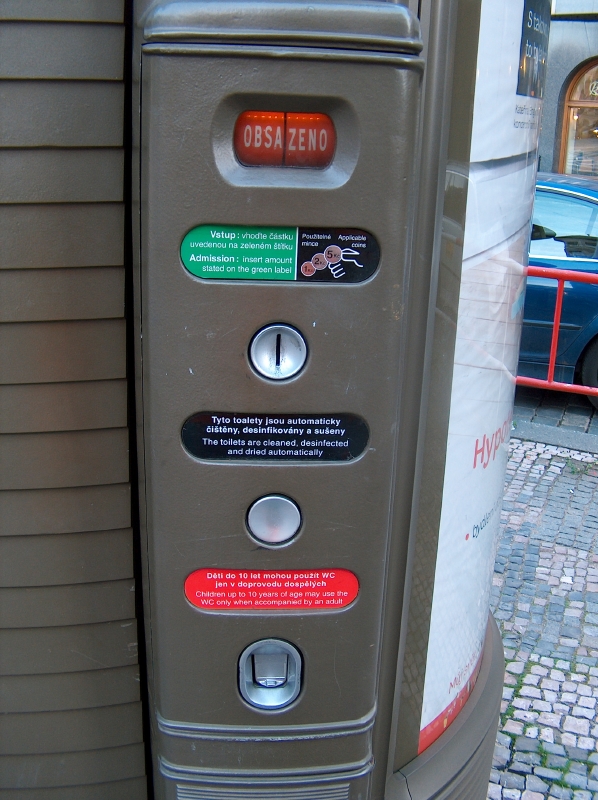 OBSAZENO
Vstup: vhoďte částku
uvedenou na zeleném štítku
Admission: insert amount
stated on the green label
Použitelné mince
Applicable coins
1
2
5
Tyto toalety jsou automaticky
čištěny, desinfikovány a sušeny
The toilets are cleaned, desinfected
and dried automatically
Děti do 10 let mohou použít WC
jen v doprovodu dospělých
Children up to 10 years of age may use the
WC only when accompanied by an adult